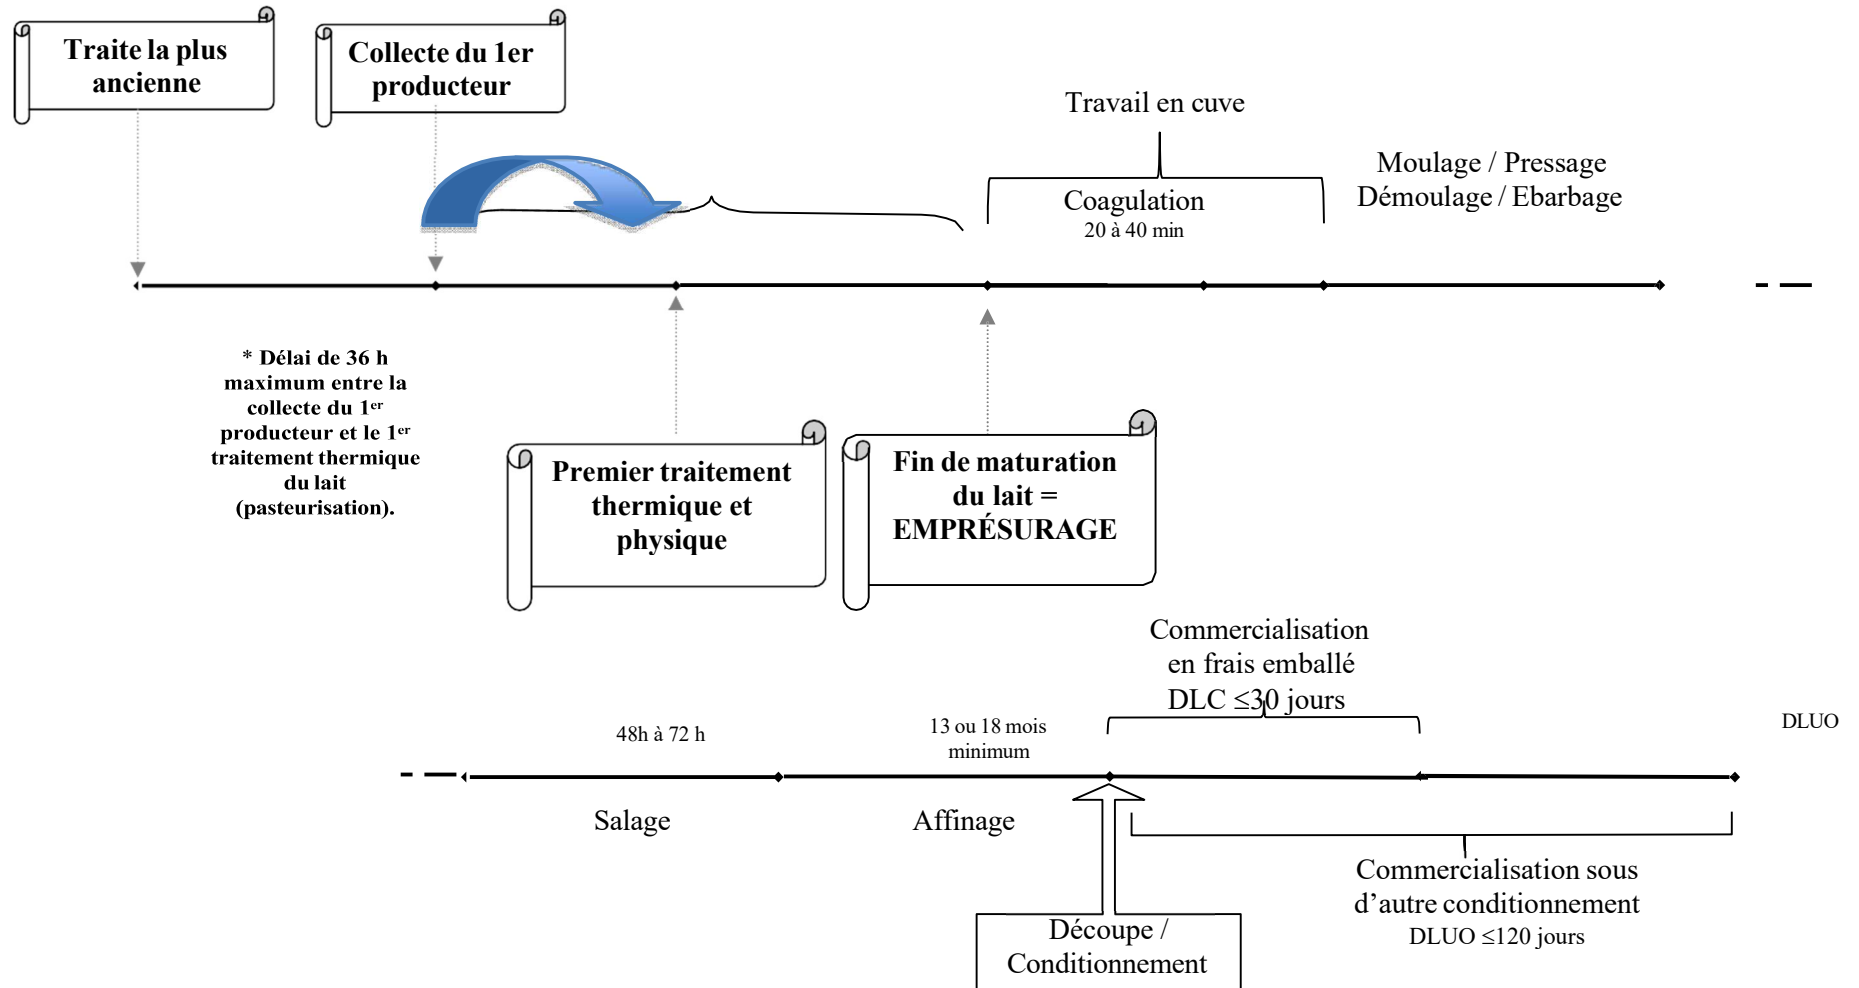 Traite la plus
ancienne
Collecte du 1er
producteur
Travail en cuve
Coagulation
20 à 40 min
Moulage / Pressage
Démoulage / Ebarbage
* Délai de 36 h
maximum entre la
collecte du 1er
producteur et le 1er
traitement thermique
du lait
(pasteurisation).
Premier traitement
thermique et
physique
Fin de maturation
du lait =
EMPRÉSURAGE
Commercialisation
en frais emballé
DLC ≤30 jours
48h à 72 h
13 ou 18 mois
minimum
DLUO
Salage
Affinage
Découpe /
Conditionnement
Commercialisation sous
d’autre conditionnement
DLUO ≤120 jours